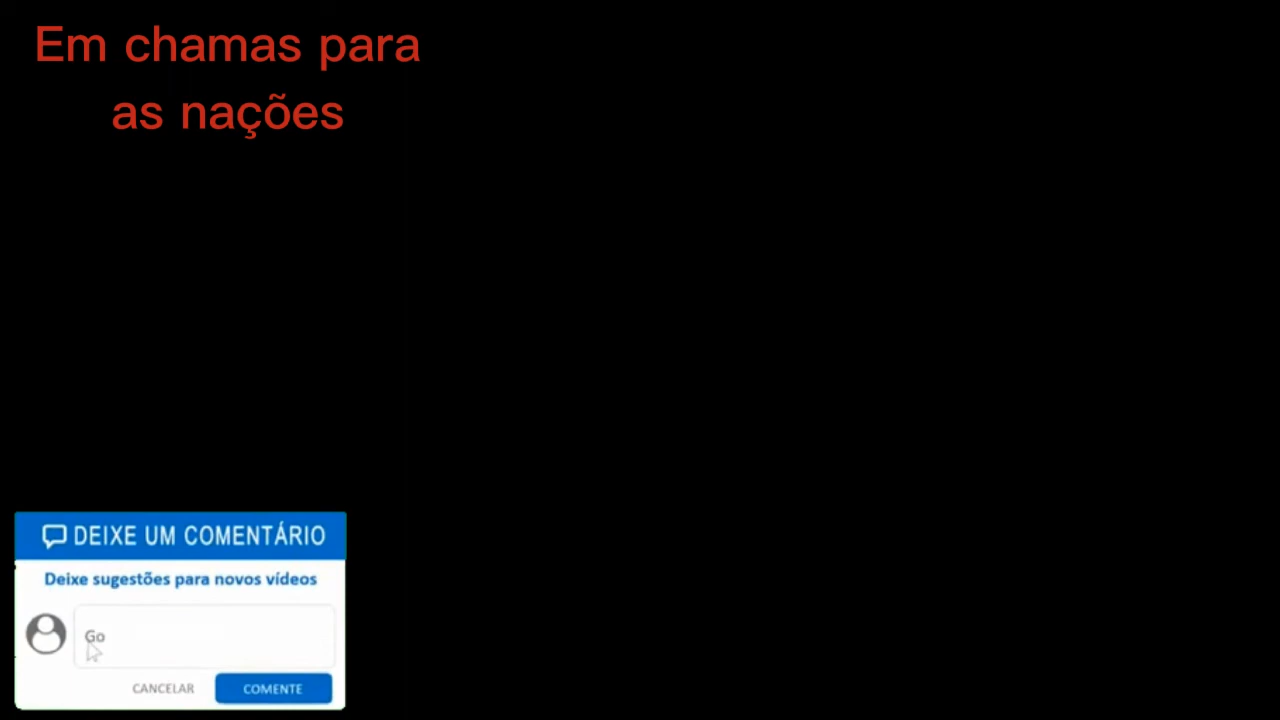 Em chamas para
as nações
DEIXE UM COMENTÁRIO
Deixe sugestões para novos vídeos
Go
CANCELAR COMENTE